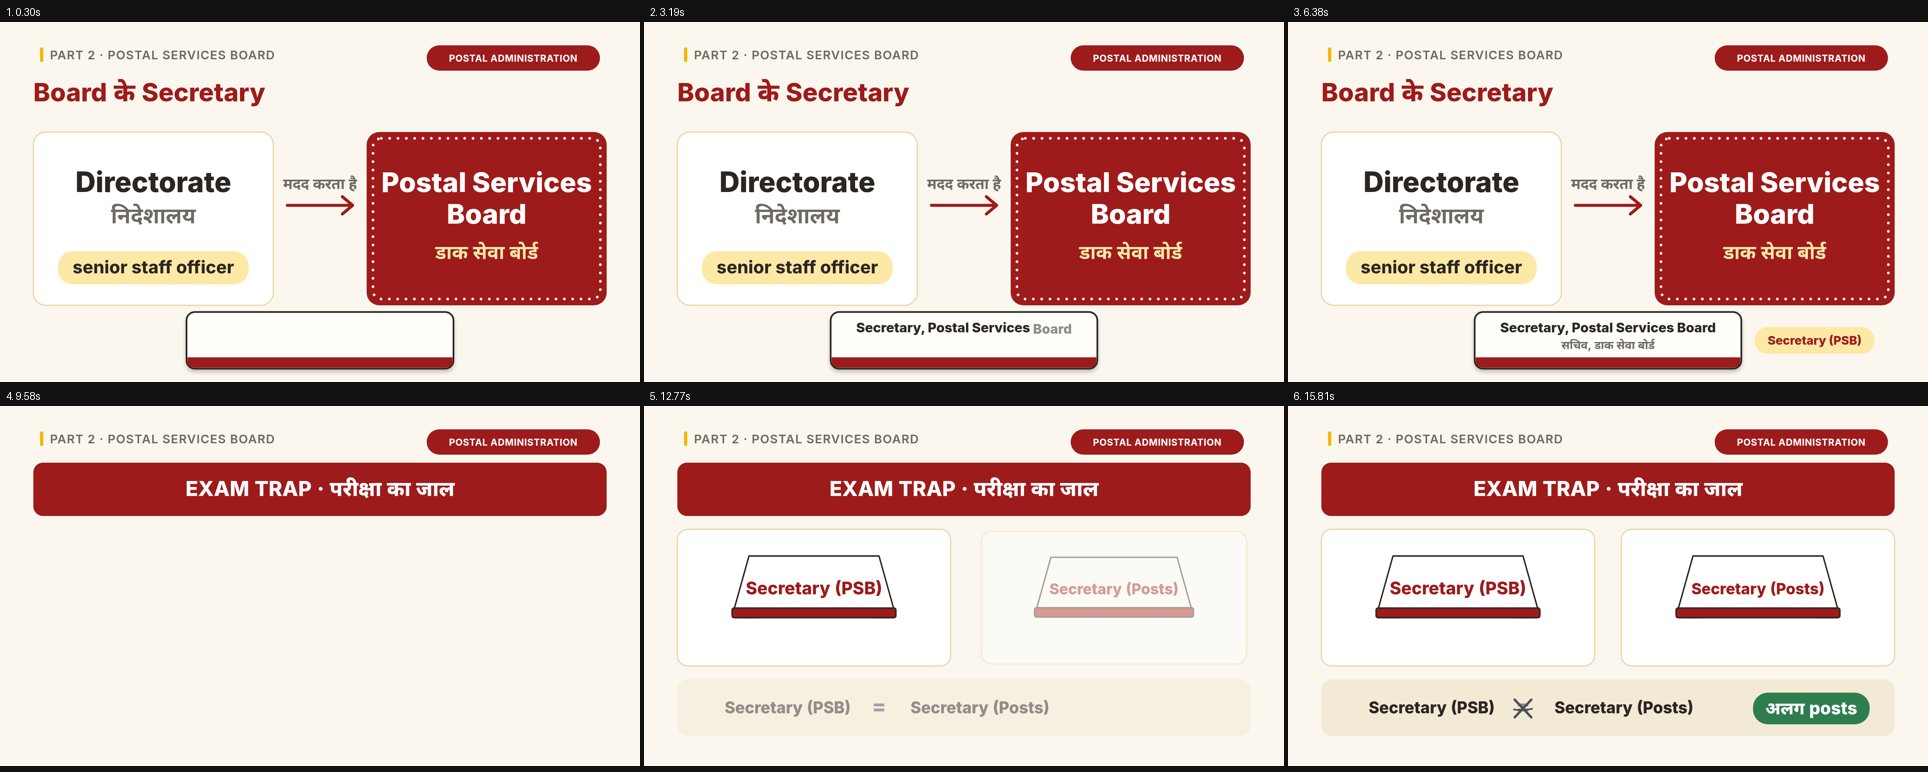 1. 0.30s
PART 2 · POSTAL SERVICES BOARD
POSTAL ADMINISTRATION
Board के Secretary
Directorate
निदेशालय
senior staff officer
मदद करता है
Postal Services
Board
डाक सेवा बोर्ड
2. 3.19s
PART 2 · POSTAL SERVICES BOARD
POSTAL ADMINISTRATION
Board के Secretary
Directorate
निदेशालय
senior staff officer
मदद करता है
Postal Services
Board
डाक सेवा बोर्ड
Secretary, Postal Services Board
3. 6.38s
PART 2 · POSTAL SERVICES BOARD
POSTAL ADMINISTRATION
Board के Secretary
Directorate
निदेशालय
senior staff officer
मदद करता है
Postal Services
Board
डाक सेवा बोर्ड
Secretary, Postal Services Board
सचिव, डाक सेवा बोर्ड
Secretary (PSB)
4. 9.58s
PART 2 · POSTAL SERVICES BOARD
POSTAL ADMINISTRATION
EXAM TRAP · परीक्षा का जाल
5. 12.77s
PART 2 · POSTAL SERVICES BOARD
POSTAL ADMINISTRATION
EXAM TRAP · परीक्षा का जाल
Secretary (PSB)
Secretary (Posts)
Secretary (PSB) = Secretary (Posts)
6. 15.81s
PART 2 · POSTAL SERVICES BOARD
POSTAL ADMINISTRATION
EXAM TRAP · परीक्षा का जाल
Secretary (PSB)
Secretary (Posts)
Secretary (PSB) = Secretary (Posts)
अलग posts